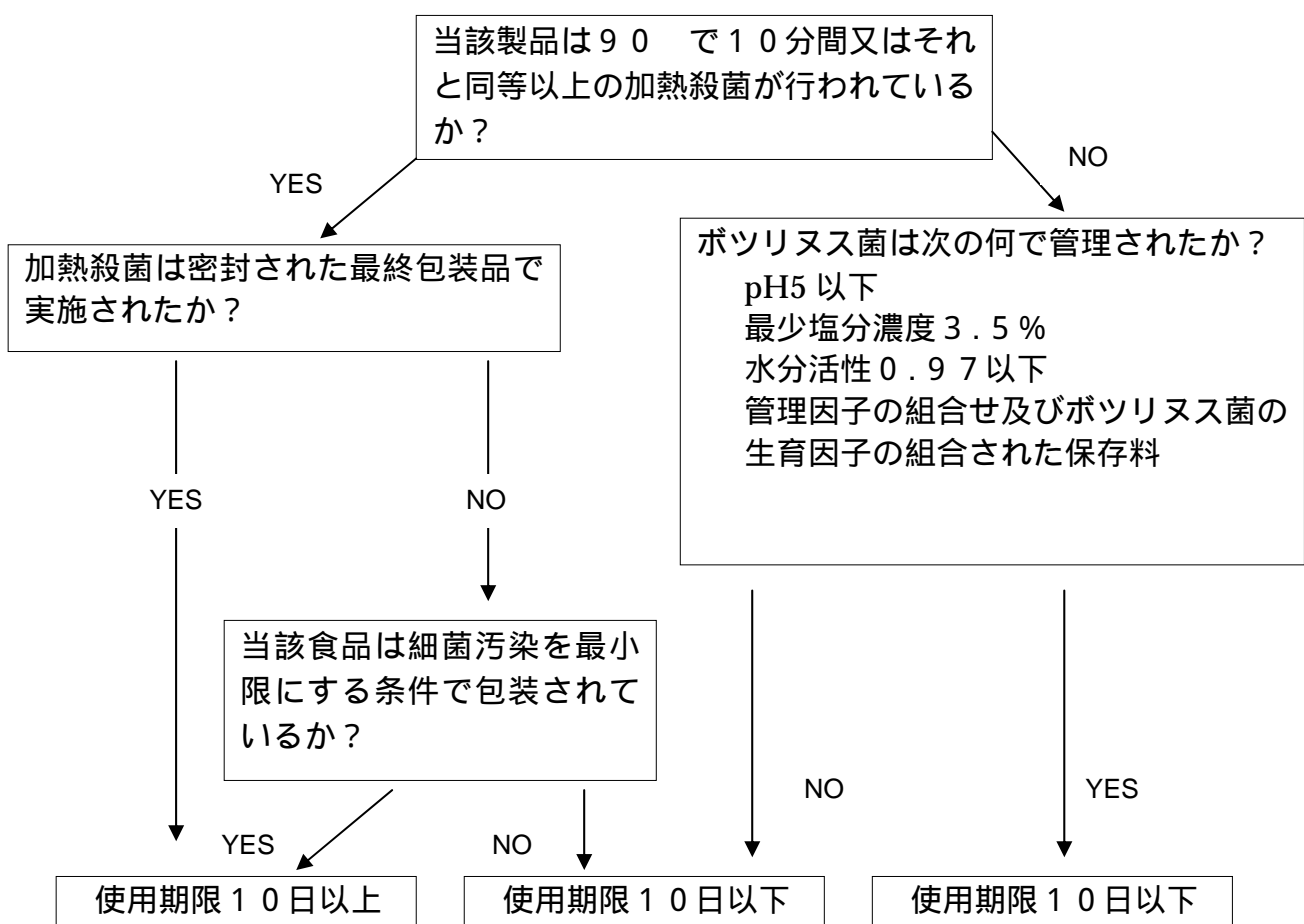 当該製品は９０　で１０分間又はそれ
と同等以上の加熱殺菌が行われている
か？
YES
NO
加熱殺菌は密封された最終包装品で
実施されたか？
ボツリヌス菌は次の何で管理されたか？
pH5 以下
最少塩分濃度３.５％
水分活性０.９７以下
管理因子の組合せ及びボツリヌス菌の
生育因子の組合された保存料
YES
NO
当該食品は細菌汚染を最小
限にする条件で包装されて
いるか？
NO
YES
YES
NO
使用期限１０日以上
使用期限１０日以下
使用期限１０日以下